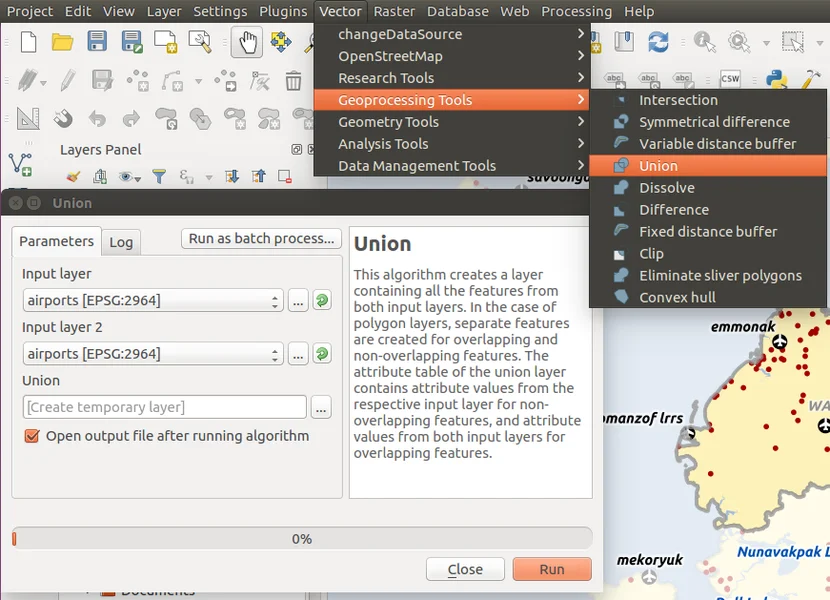 Project Edit View Layer Settings Plugins Vector Raster Database Web Processing Help
changeDataSource
OpenStreetMap
Research Tools
Geoprocessing Tools
Geometry Tools
Analysis Tools
Data Management Tools
Intersection
Symmetrical difference
Variable distance buffer
Union
Dissolve
Difference
Fixed distance buffer
Clip
Eliminate sliver polygons
Convex hull
abc abc abc CSW
Layers Panel
savoonga
Union
Parameters Log Run as batch process...
Input layer
airports [EPSG:2964] ...
Input layer 2
airports [EPSG:2964] ...
Union
[Create temporary layer] ...
Open output file after running algorithm
Union
This algorithm creates a layer
containing all the features from
both input layers. In the case of
polygon layers, separate features
are created for overlapping and
non-overlapping features. The
attribute table of the union layer
contains attribute values from the
respective input layer for non-
overlapping features, and attribute
values from both input layers for
overlapping features.
0%
Close Run
emmonak
WA
omanzof lrrs
mekoryuk
Nunavakpak L
Documents